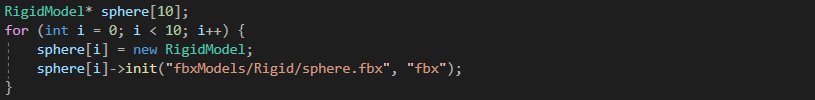 RigidModel* sphere[10];
for (int i = 0; i < 10; i++) {
    sphere[i] = new RigidModel;
    sphere[i]->init("fbxModels/Rigid/sphere.fbx", "fbx");
}